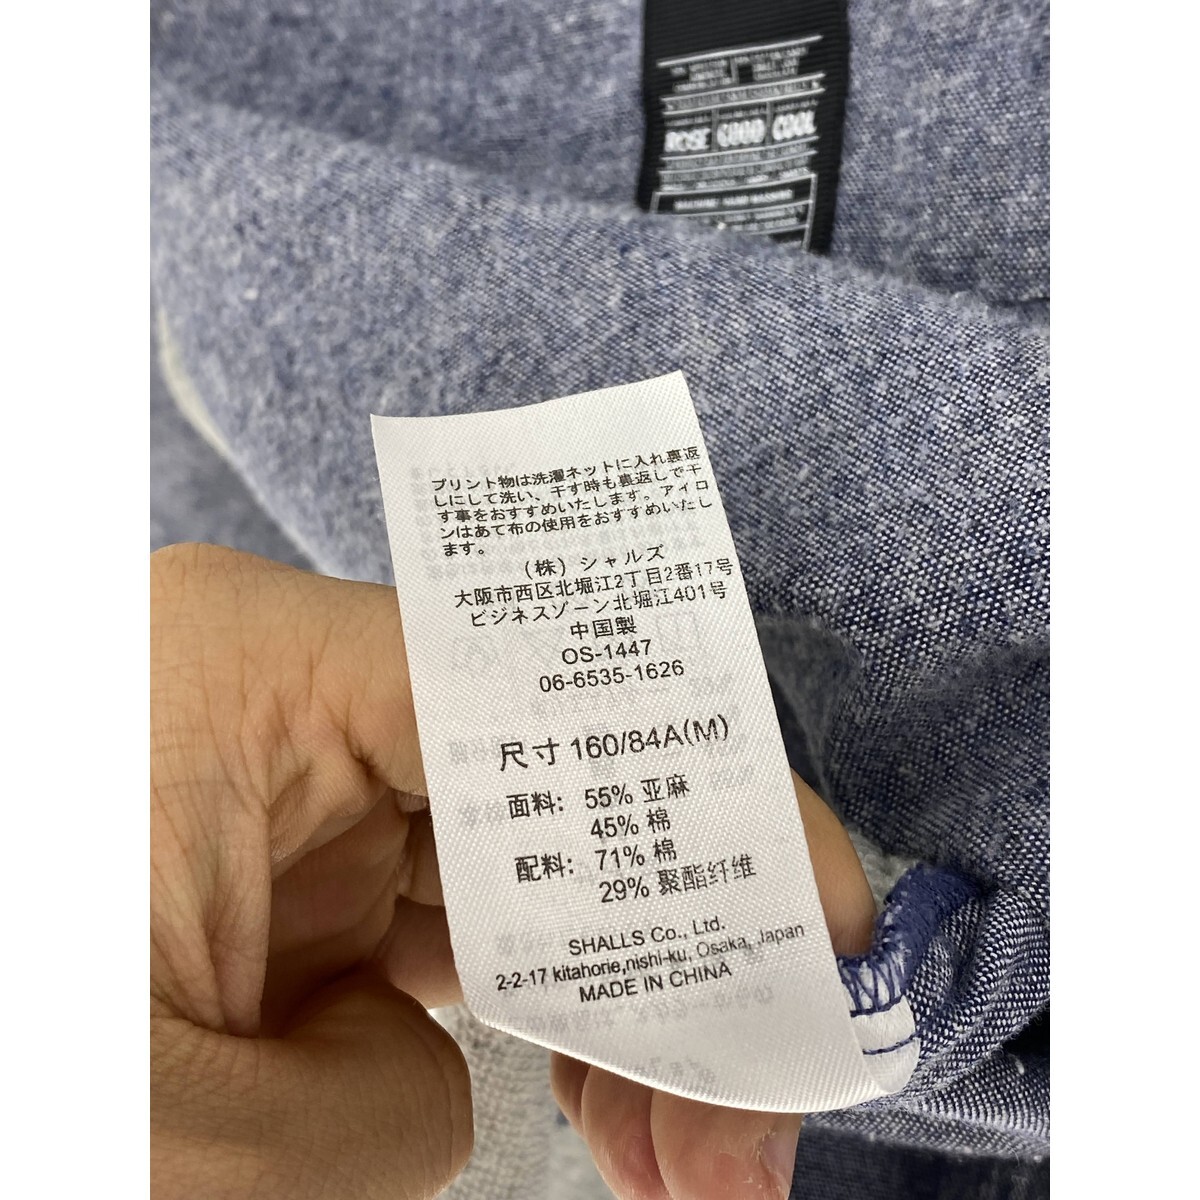 ROSE GOOD COOL
プリント物は洗濯ネットに入れ裏返
しにして洗い、干す時も裏返しで干
す事をおすすめいたします。アイロ
ンはあて布の使用をおすすめいたし
ます。
（株）シャルズ
大阪市西区北堀江2丁目2番17号
ビジネスゾーン北堀江401号
中国製
OS-1447
06-6535-1626
尺寸 160/84A(M)
面料: 55% 亚麻
45% 棉
配料: 71% 棉
29% 聚酯纤维
SHALLS Co., Ltd.
2-2-17 kitahorie,nishi-ku, Osaka, Japan
MADE IN CHINA